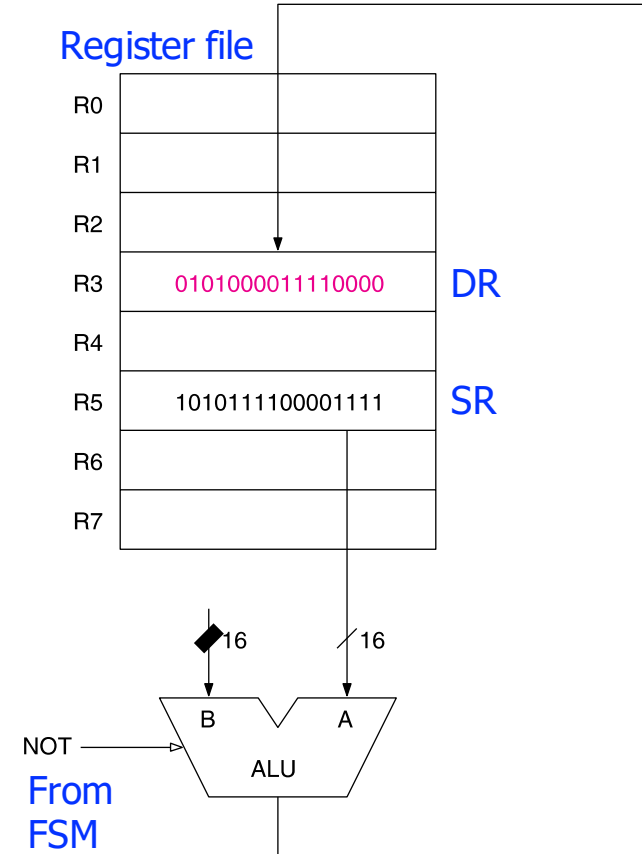 Register file
R0
R1
R2
R3 0101000011110000 DR
R4
R5 1010111100001111 SR
R6
R7
16 16
B A
NOT
ALU
From
FSM